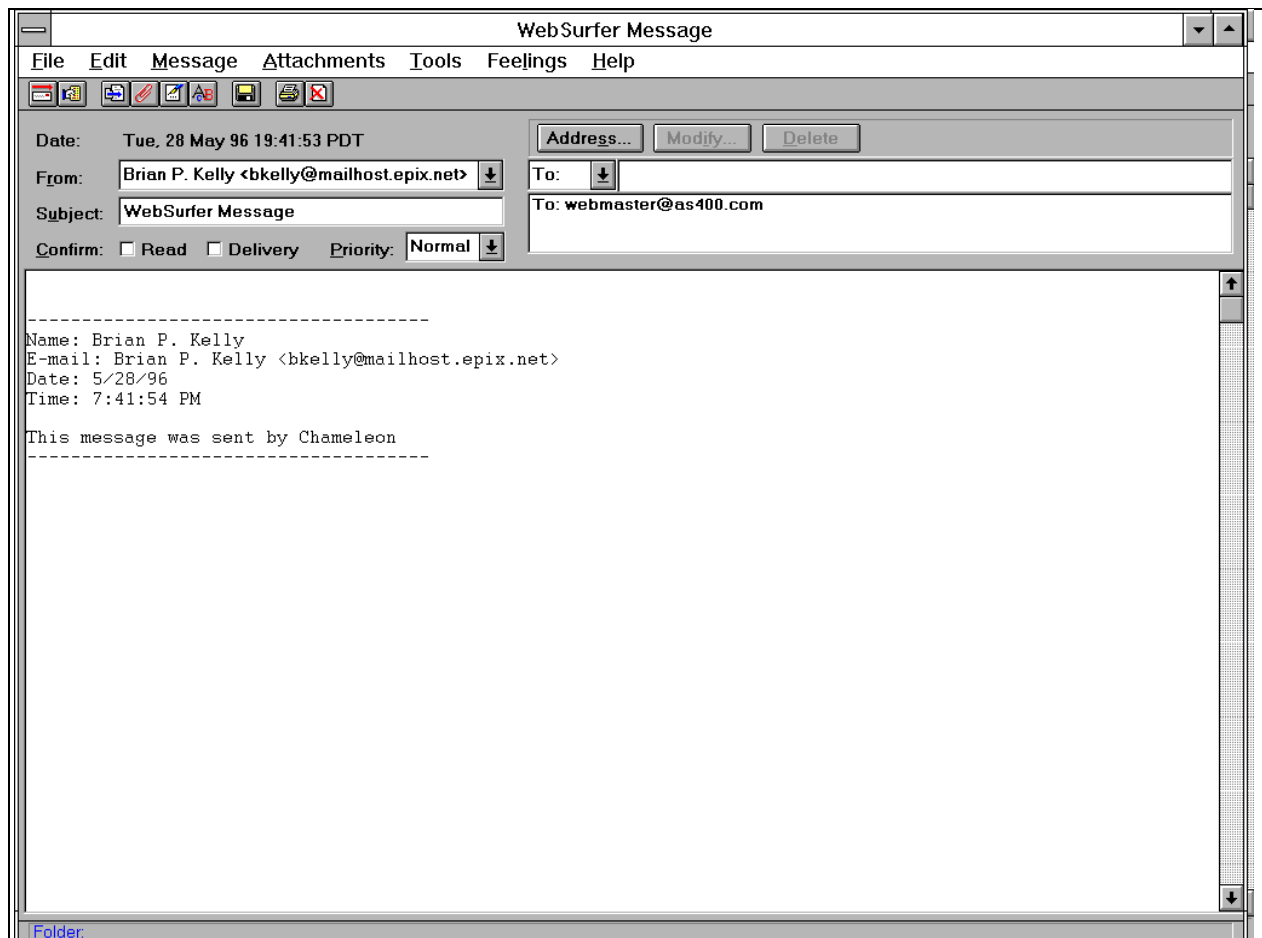 WebSurfer Message
File Edit Message Attachments Tools Feelings Help
Date: Tue, 28 May 96 19:41:53 PDT
Address... Modify... Delete
From: Brian P. Kelly <bkelly@mailhost.epix.net>
To:
Subject: WebSurfer Message
To: webmaster@as400.com
Confirm: Read Delivery Priority: Normal
-------------------------------------
Name: Brian P. Kelly
E-mail: Brian P. Kelly <bkelly@mailhost.epix.net>
Date: 5/28/96
Time: 7:41:54 PM
This message was sent by Chameleon
-------------------------------------
Folder: